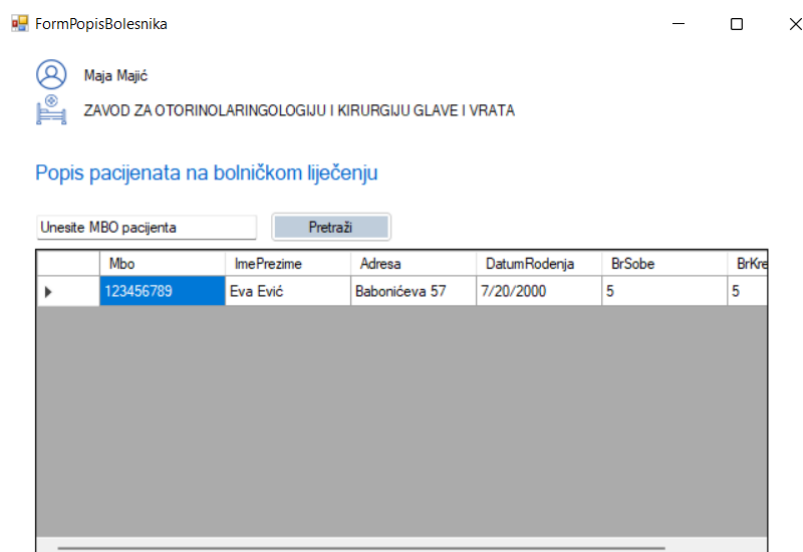 FormPopisBolesnika
Maja Majić
ZAVOD ZA OTORINOLARINGOLOGIJU I KIRURGIJU GLAVE I VRATA
Popis pacijenata na bolničkom liječenju
Unesite MBO pacijenta Pretraži
Mbo ImePrezime Adresa DatumRodenja BrSobe BrKre
123456789 Eva Ević Babonićeva 57 7/20/2000 5 5